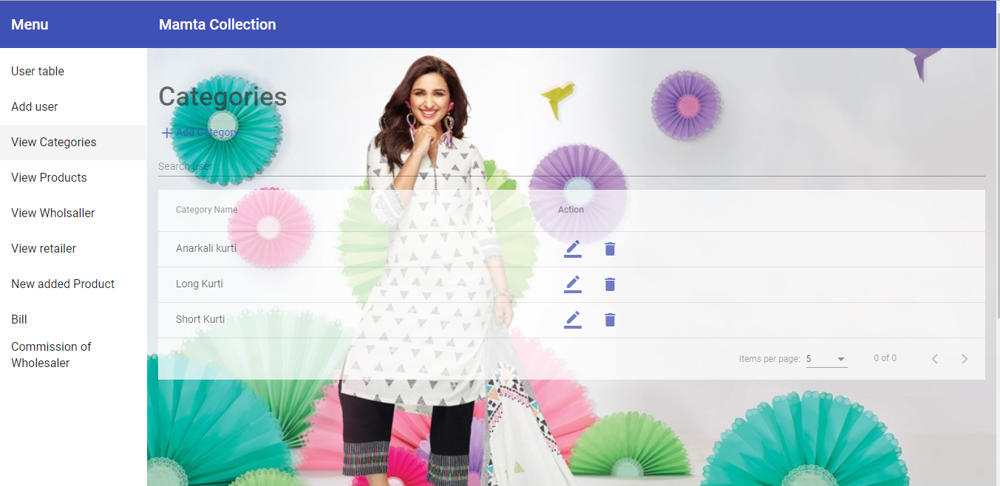 Menu
Mamta Collection
User table
Add user
View Categories
View Products
View Wholsaller
View retailer
New added Product
Bill
Commission of
Wholesaler
Categories
Add Category
Search user
Category Name Action
Anarkali kurti
Long Kurti
Short Kurti
Items per page: 5 0 of 0